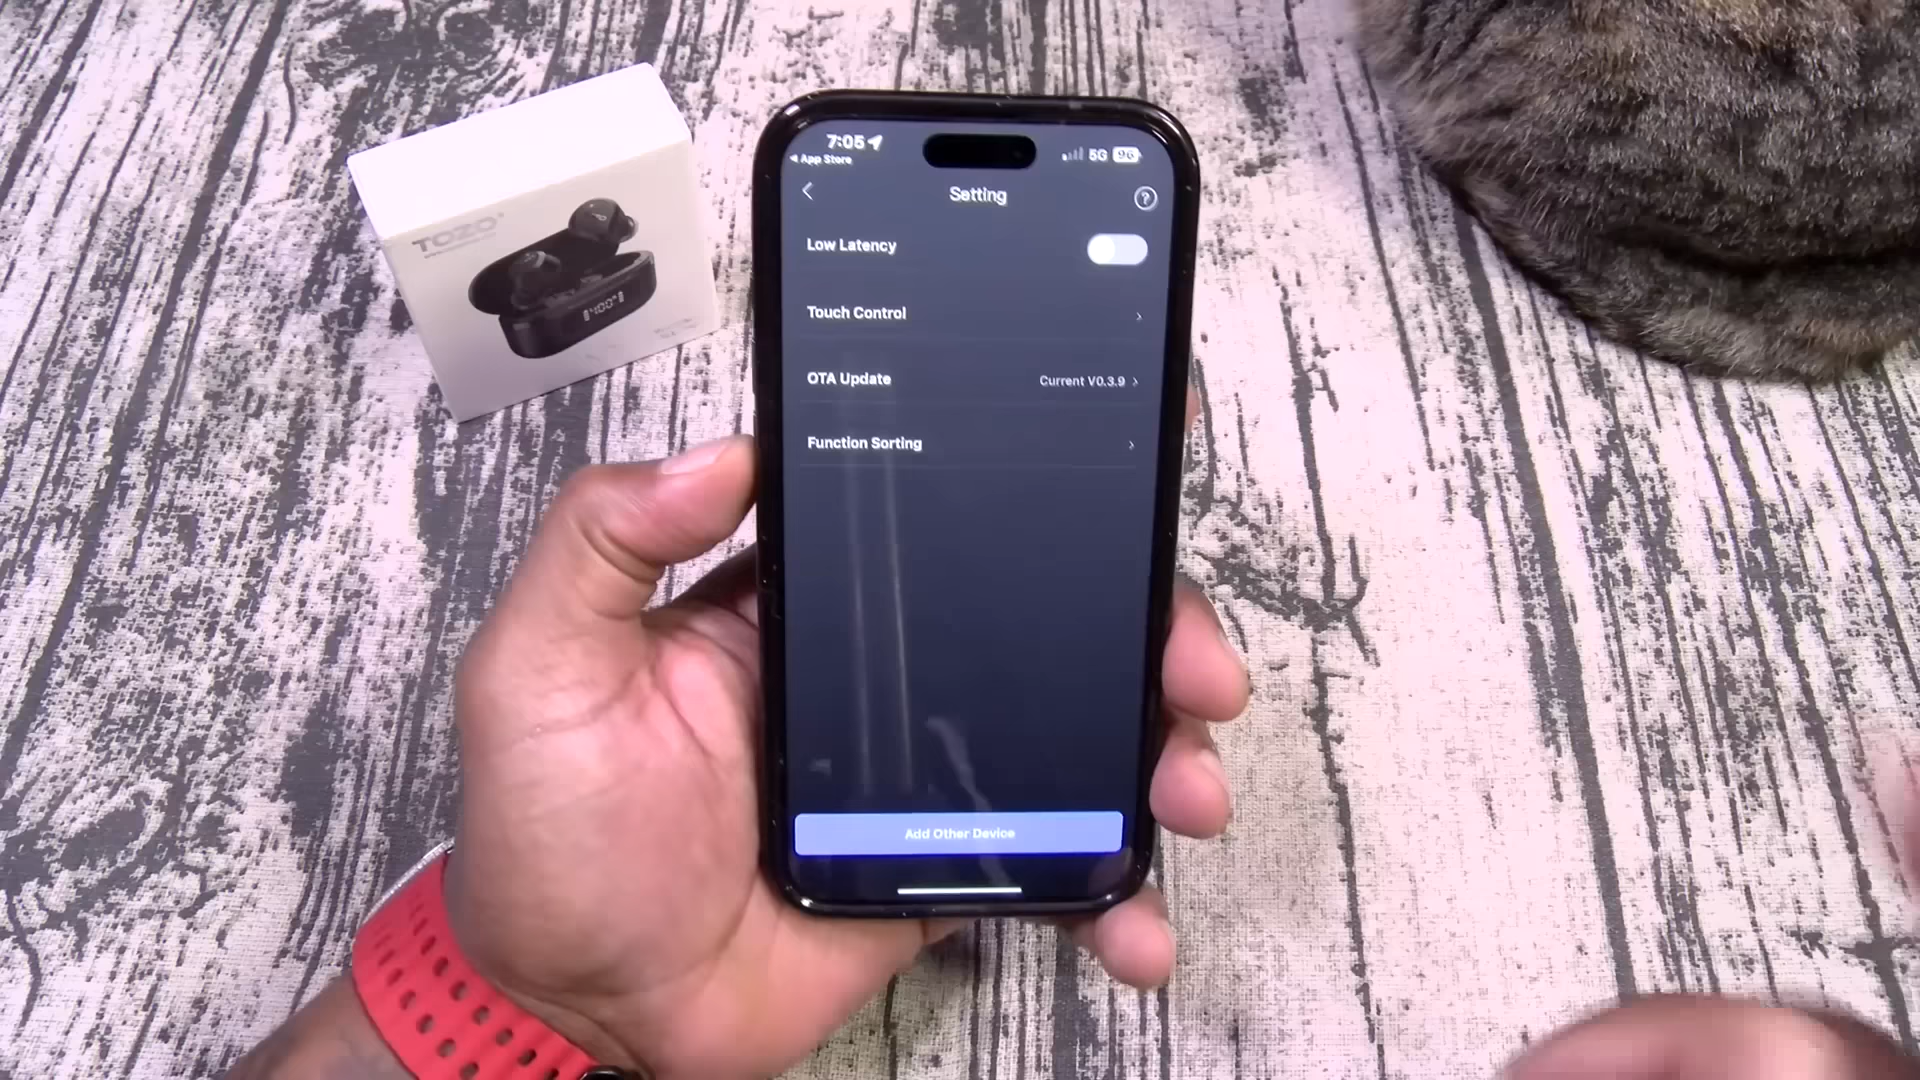 TOZO
7:05
App Store
5G 96
Setting
?
Low Latency
Touch Control
OTA Update Current V0.3.9
Function Sorting
Add Other Device